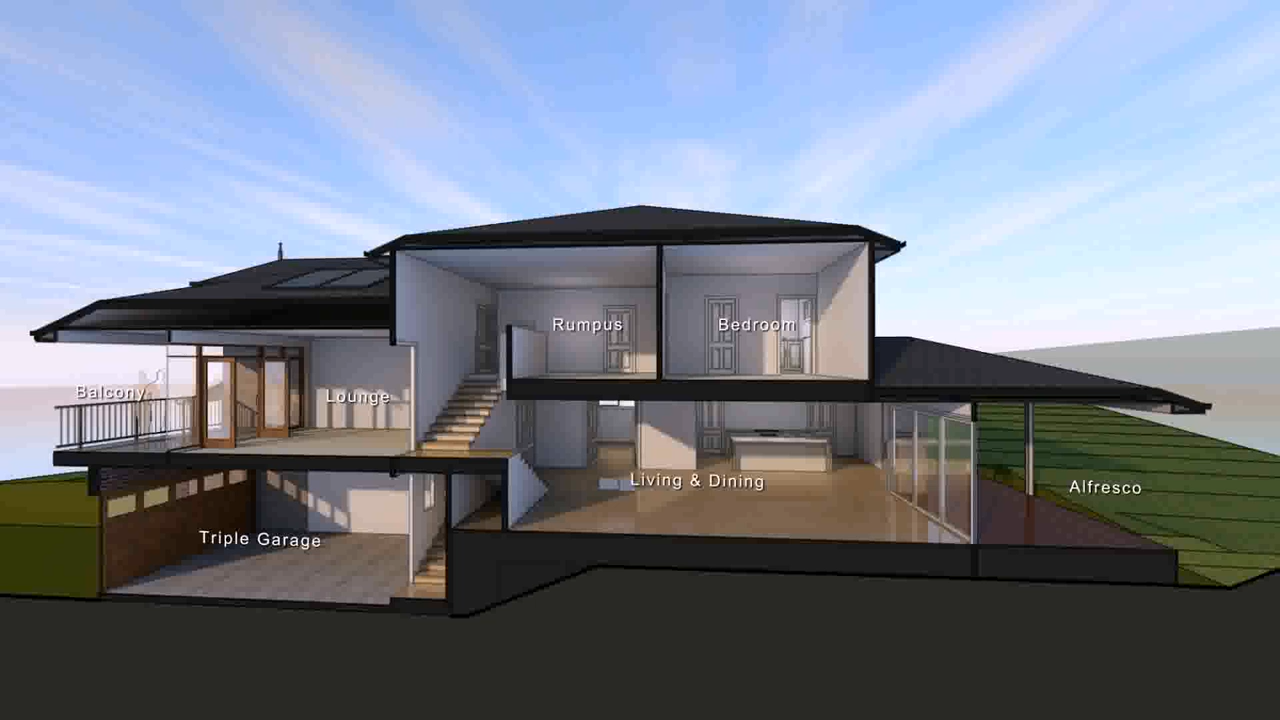 Rumpus
Bedroom
Balcony
Lounge
Living & Dining
Alfresco
Triple Garage